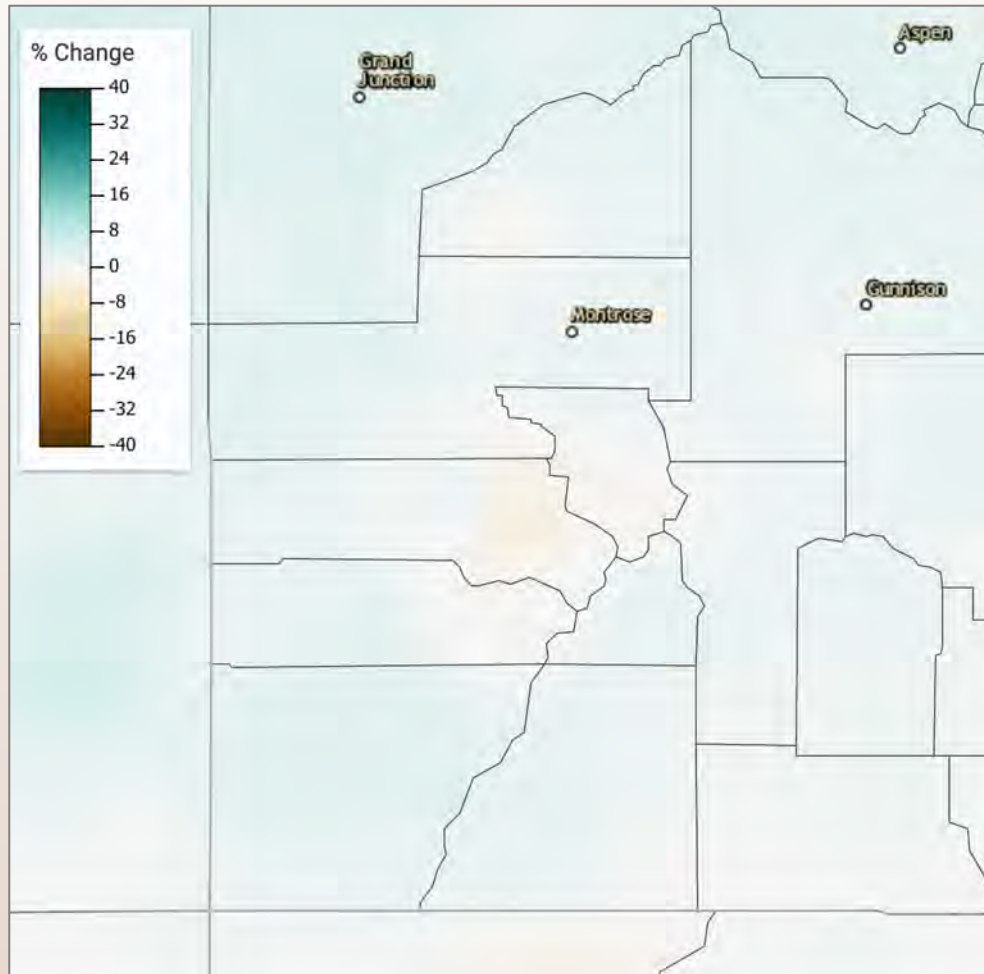 % Change
40
32
24
16
8
0
-8
-16
-24
-32
-40
Grand
Junction
Aspen
Montrose
Gunnison